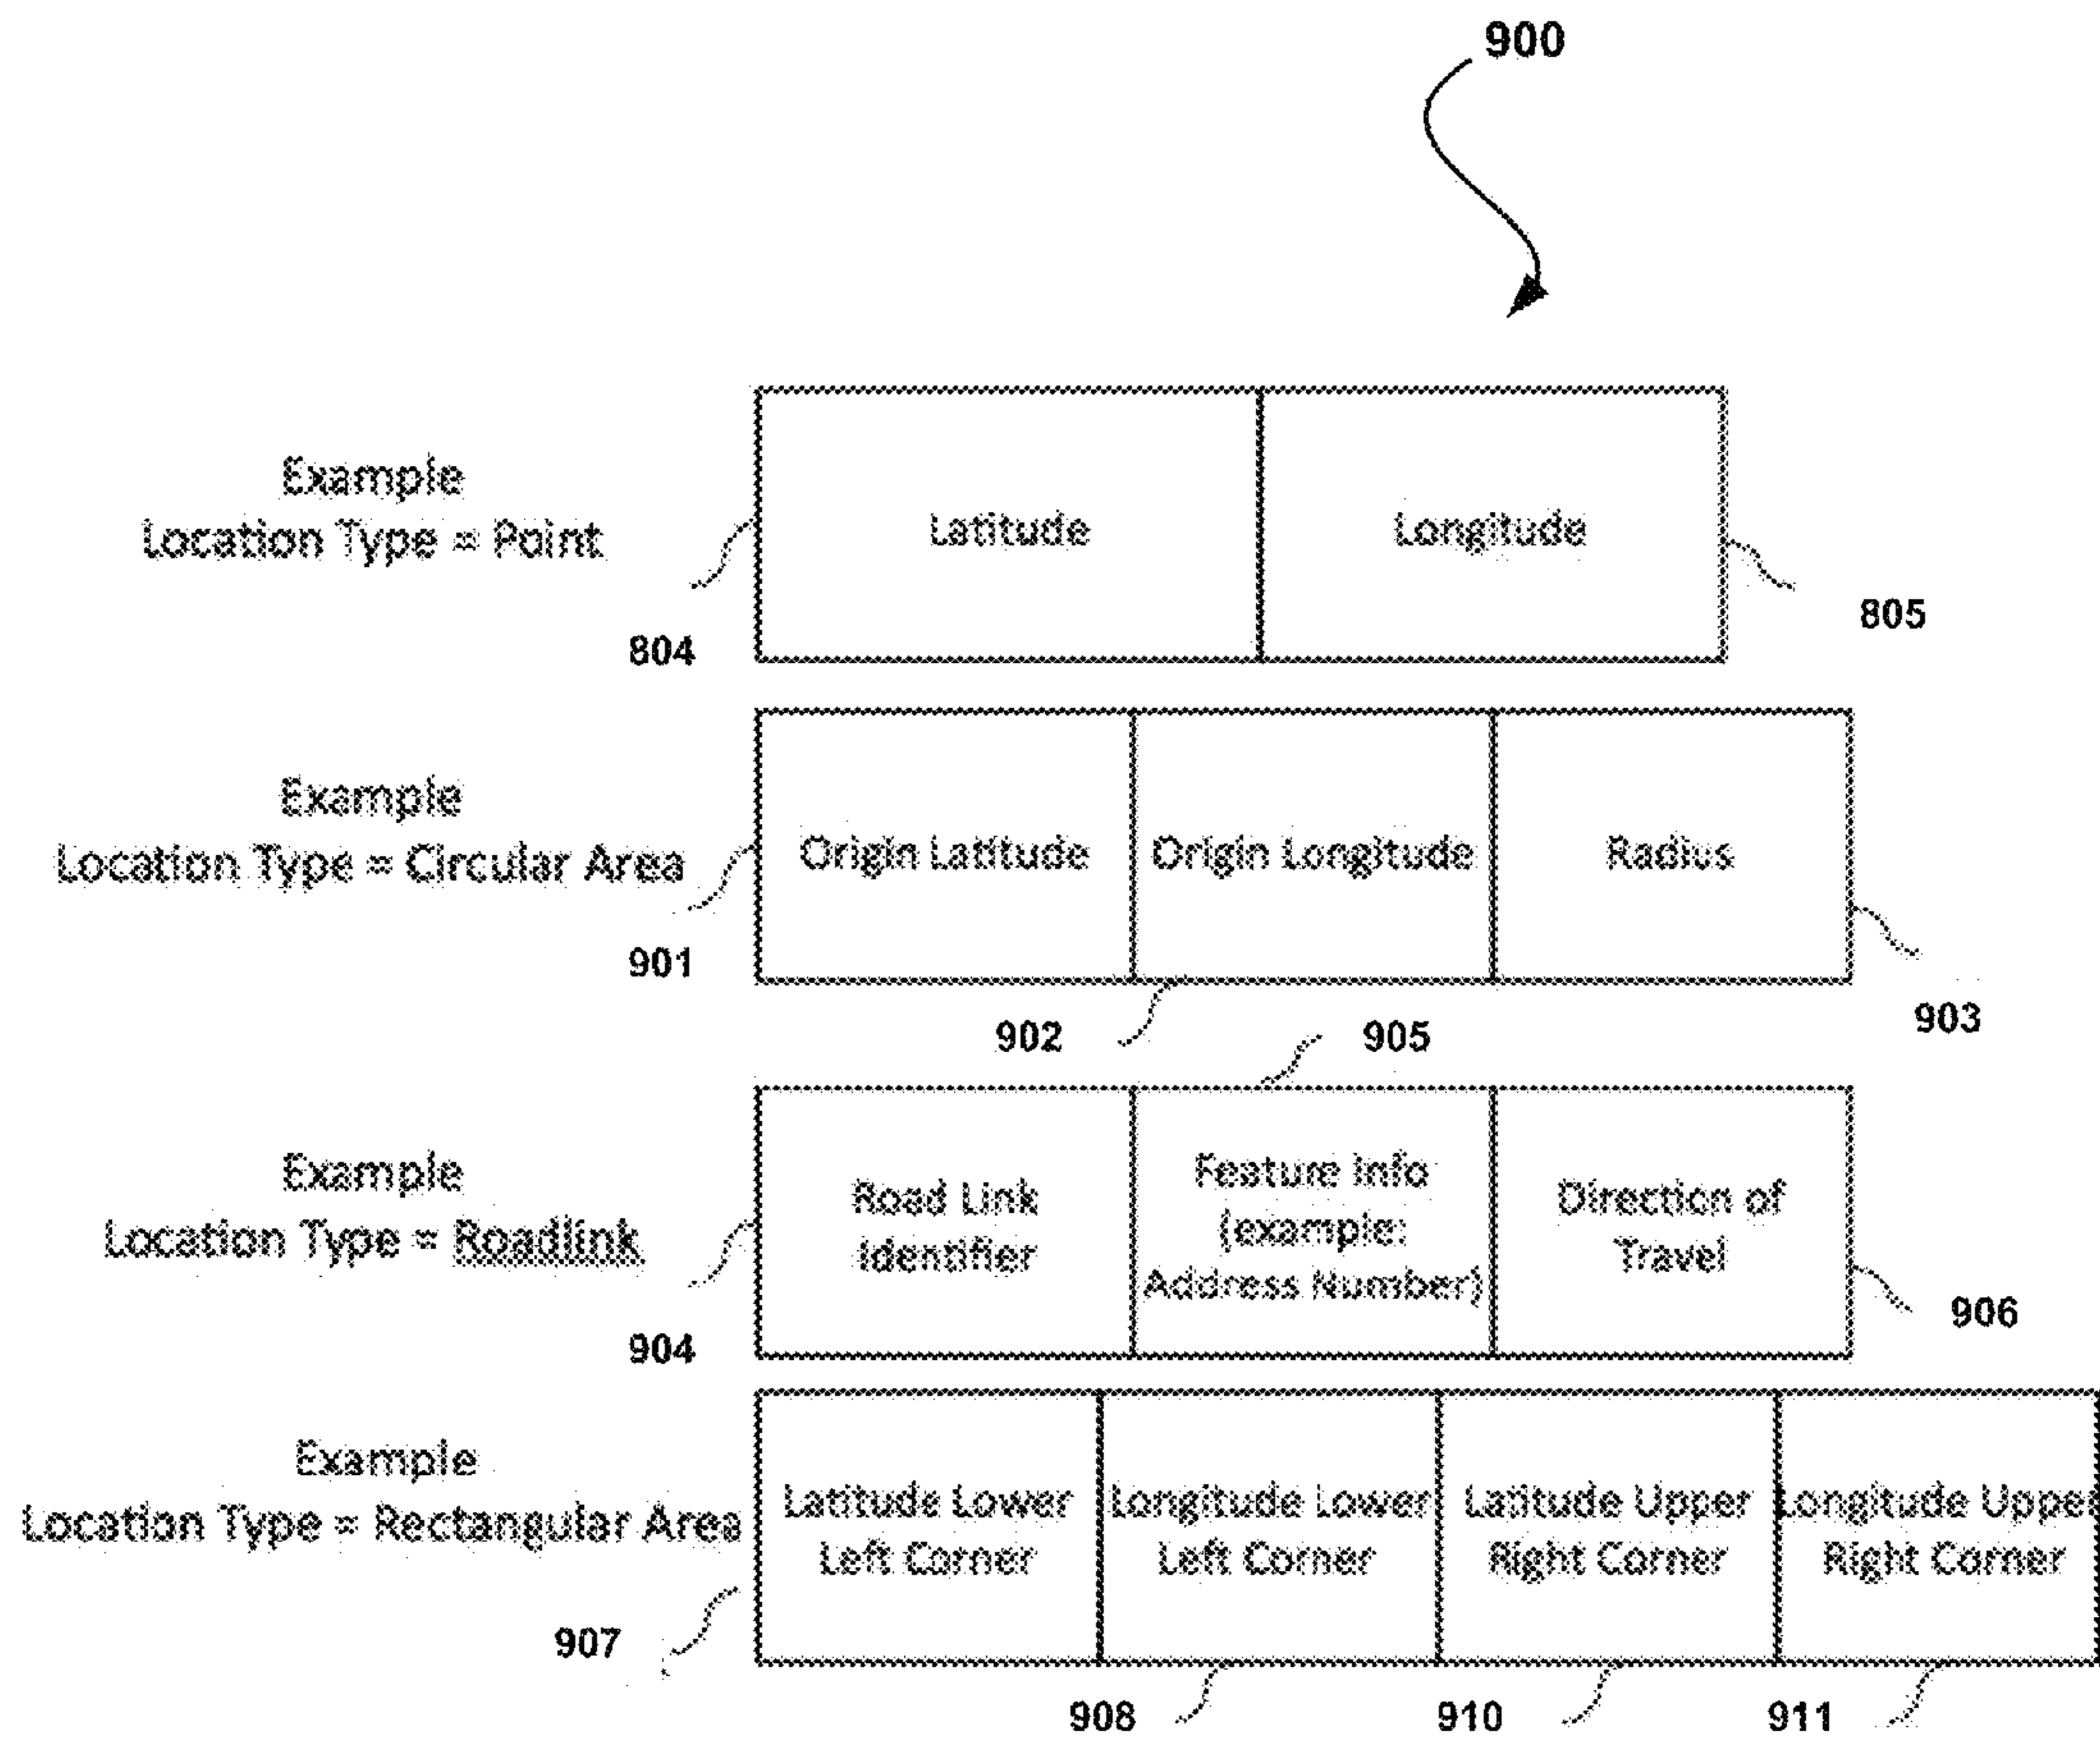 900
Example
Location Type = Point
Latitude
Longitude
804
805
Example
Location Type = Circular Area
Origin Latitude
Origin Longitude
Radius
901
902
903
905
Example
Location Type = Roadlink
Road Link
Identifier
Feature Info
(example:
Address Number)
Direction of
Travel
904
906
Example
Location Type = Rectangular Area
Latitude Lower
Left Corner
Longitude Lower
Left Corner
Latitude Upper
Right Corner
Longitude Upper
Right Corner
907
908
910
911